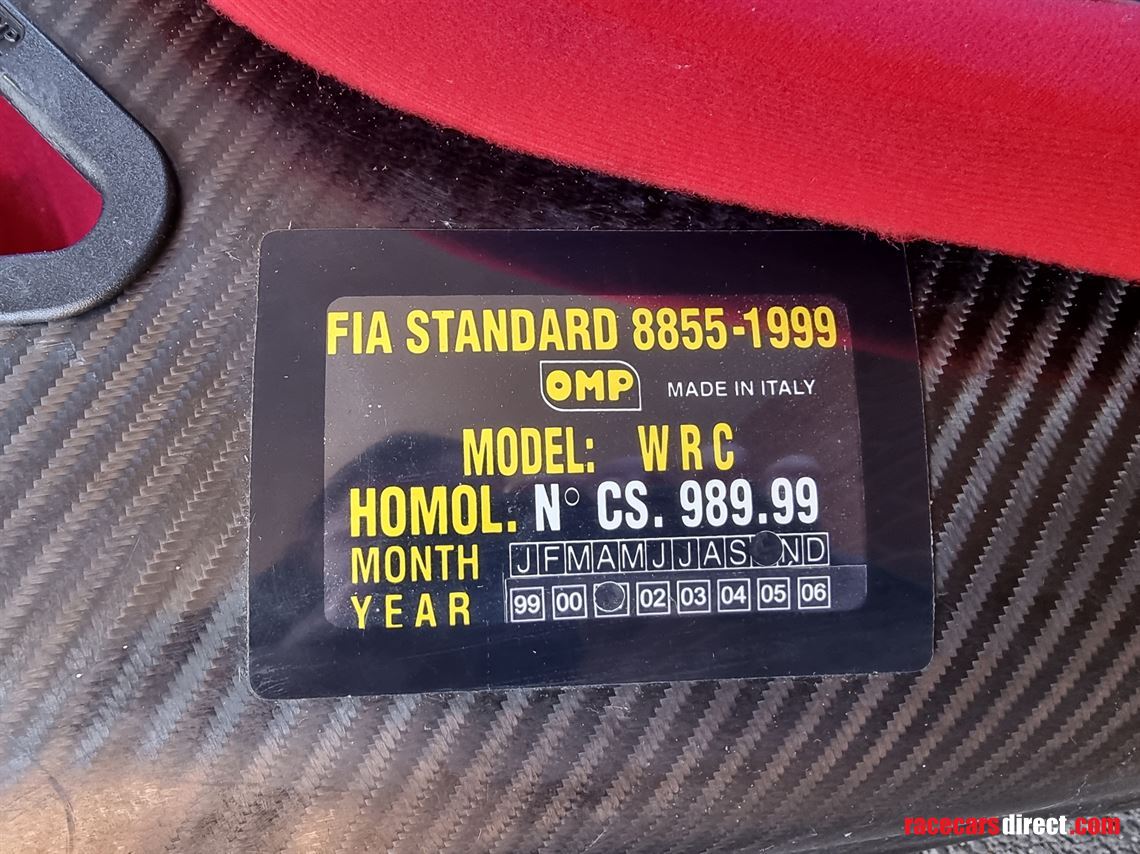 FIA STANDARD 8855-1999
OMP MADE IN ITALY
MODEL: WRC
HOMOL. N° CS. 989.99
MONTH J F M A M J J A S N D
YEAR 99 00 02 03 04 05 06
racecarsdirect.com